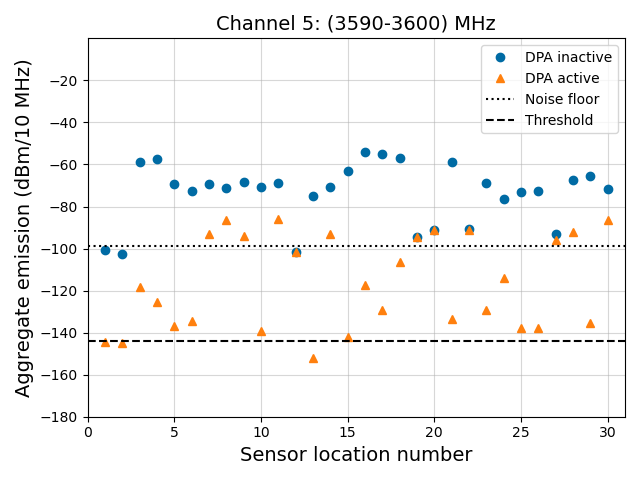 Channel 5: (3590-3600) MHz
DPA inactive
DPA active
Noise floor
Threshold
Aggregate emission (dBm/10 MHz)
−20
−40
−60
−80
−100
−120
−140
−160
−180
0 5 10 15 20 25 30
Sensor location number